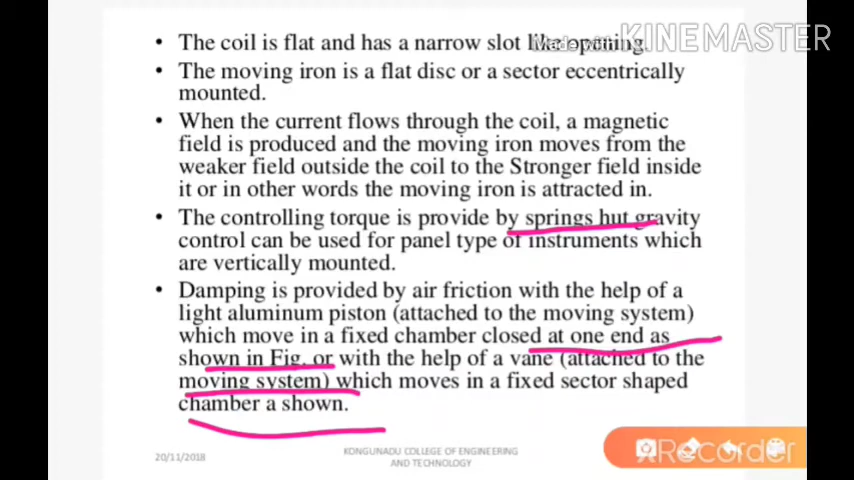 Made with KINEMASTER
• The coil is flat and has a narrow slot like opening.
• The moving iron is a flat disc or a sector eccentrically
mounted.
• When the current flows through the coil, a magnetic
field is produced and the moving iron moves from the
weaker field outside the coil to the Stronger field inside
it or in other words the moving iron is attracted in.
• The controlling torque is provide by springs hut gravity
control can be used for panel type of instruments which
are vertically mounted.
• Damping is provided by air friction with the help of a
light aluminum piston (attached to the moving system)
which move in a fixed chamber closed at one end as
shown in Fig. or with the help of a vane (attached to the
moving system) which moves in a fixed sector shaped
chamber a shown.
20/11/2018
KONGUNADU COLLEGE OF ENGINEERING
AND TECHNOLOGY
XRecorder